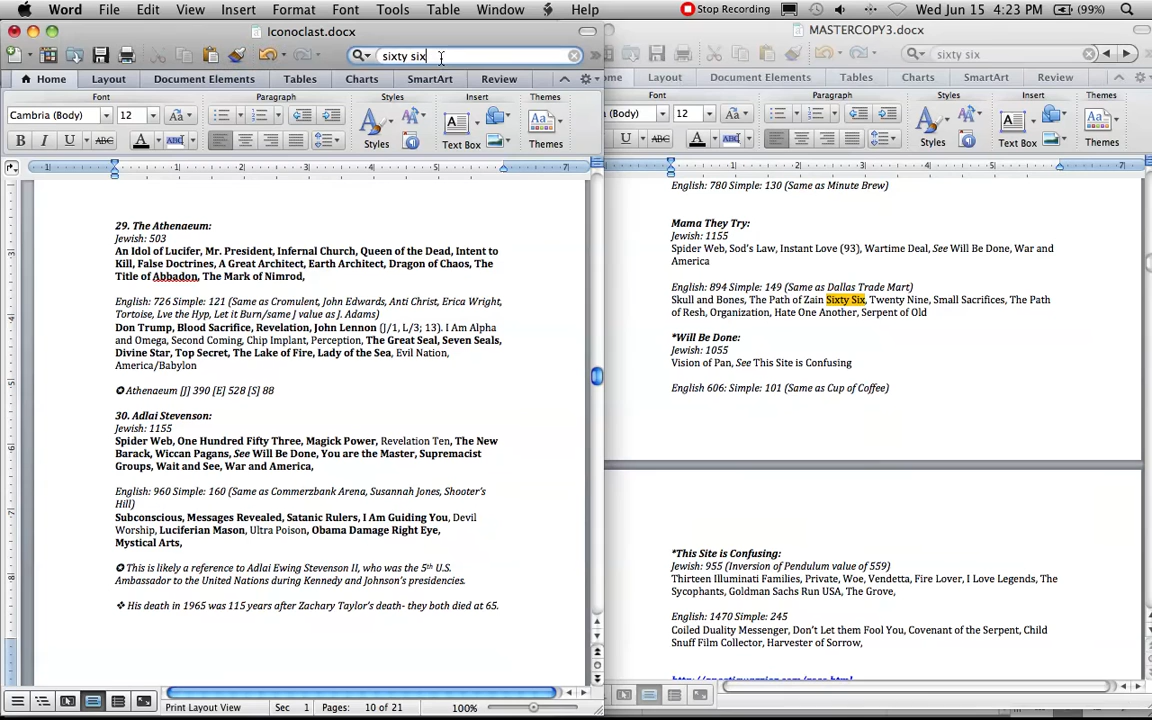 Word File Edit View Insert Format Font Tools Table Window Help Stop Recording Wed Jun 15 4:23 PM (99%)
Iconoclast.docx
sixty six
Home Layout Document Elements Tables Charts SmartArt Review
Font Paragraph Styles Insert Themes
Cambria (Body) 12
Styles Text Box Themes
29. The Athenaeum:
Jewish: 503
An Idol of Lucifer, Mr. President, Infernal Church, Queen of the Dead, Intent to
Kill, False Doctrines, A Great Architect, Earth Architect, Dragon of Chaos, The
Title of Abbadon, The Mark of Nimrod,
English: 726 Simple: 121 (Same as Cromulent, John Edwards, Anti Christ, Erica Wright,
Tortoise, Lve the Hyp, Let it Burn/same J value as J. Adams)
Don Trump, Blood Sacrifice, Revelation, John Lennon (J/1, L/3; 13). I Am Alpha
and Omega, Second Coming, Chip Implant, Perception, The Great Seal, Seven Seals,
Divine Star, Top Secret, The Lake of Fire, Lady of the Sea, Evil Nation,
America/Babylon
✪ Athenaeum [J] 390 [E] 528 [S] 88
30. Adlai Stevenson:
Jewish: 1155
Spider Web, One Hundred Fifty Three, Magick Power, Revelation Ten, The New
Barack, Wiccan Pagans, See Will Be Done, You are the Master, Supremacist
Groups, Wait and See, War and America,
English: 960 Simple: 160 (Same as Commerzbank Arena, Susannah Jones, Shooter's
Hill)
Subconscious, Messages Revealed, Satanic Rulers, I Am Guiding You, Devil
Worship, Luciferian Mason, Ultra Poison, Obama Damage Right Eye,
Mystical Arts,
✪ This is likely a reference to Adlai Ewing Stevenson II, who was the 5th U.S.
Ambassador to the United Nations during Kennedy and Johnson's presidencies.
❖ His death in 1965 was 115 years after Zachary Taylor's death- they both died at 65.
Print Layout View Sec 1 Pages: 10 of 21 100%
MASTERCOPY3.docx
sixty six
ome Layout Document Elements Tables Charts SmartArt Review
Font Paragraph Styles Insert Themes
a (Body) 12
Styles Text Box Themes
English: 780 Simple: 130 (Same as Minute Brew)
Mama They Try:
Jewish: 1155
Spider Web, Sod's Law, Instant Love (93), Wartime Deal, See Will Be Done, War and
America
English: 894 Simple: 149 (Same as Dallas Trade Mart)
Skull and Bones, The Path of Zain Sixty Six, Twenty Nine, Small Sacrifices, The Path
of Resh, Organization, Hate One Another, Serpent of Old
*Will Be Done:
Jewish: 1055
Vision of Pan, See This Site is Confusing
English 606: Simple: 101 (Same as Cup of Coffee)
*This Site is Confusing:
Jewish: 955 (Inversion of Pendulum value of 559)
Thirteen Illuminati Families, Private, Woe, Vendetta, Fire Lover, I Love Legends, The
Sycophants, Goldman Sachs Run USA, The Grove,
English: 1470 Simple: 245
Coiled Duality Messenger, Don't Let them Fool You, Covenant of the Serpent, Child
Snuff Film Collector, Harvester of Sorrow,